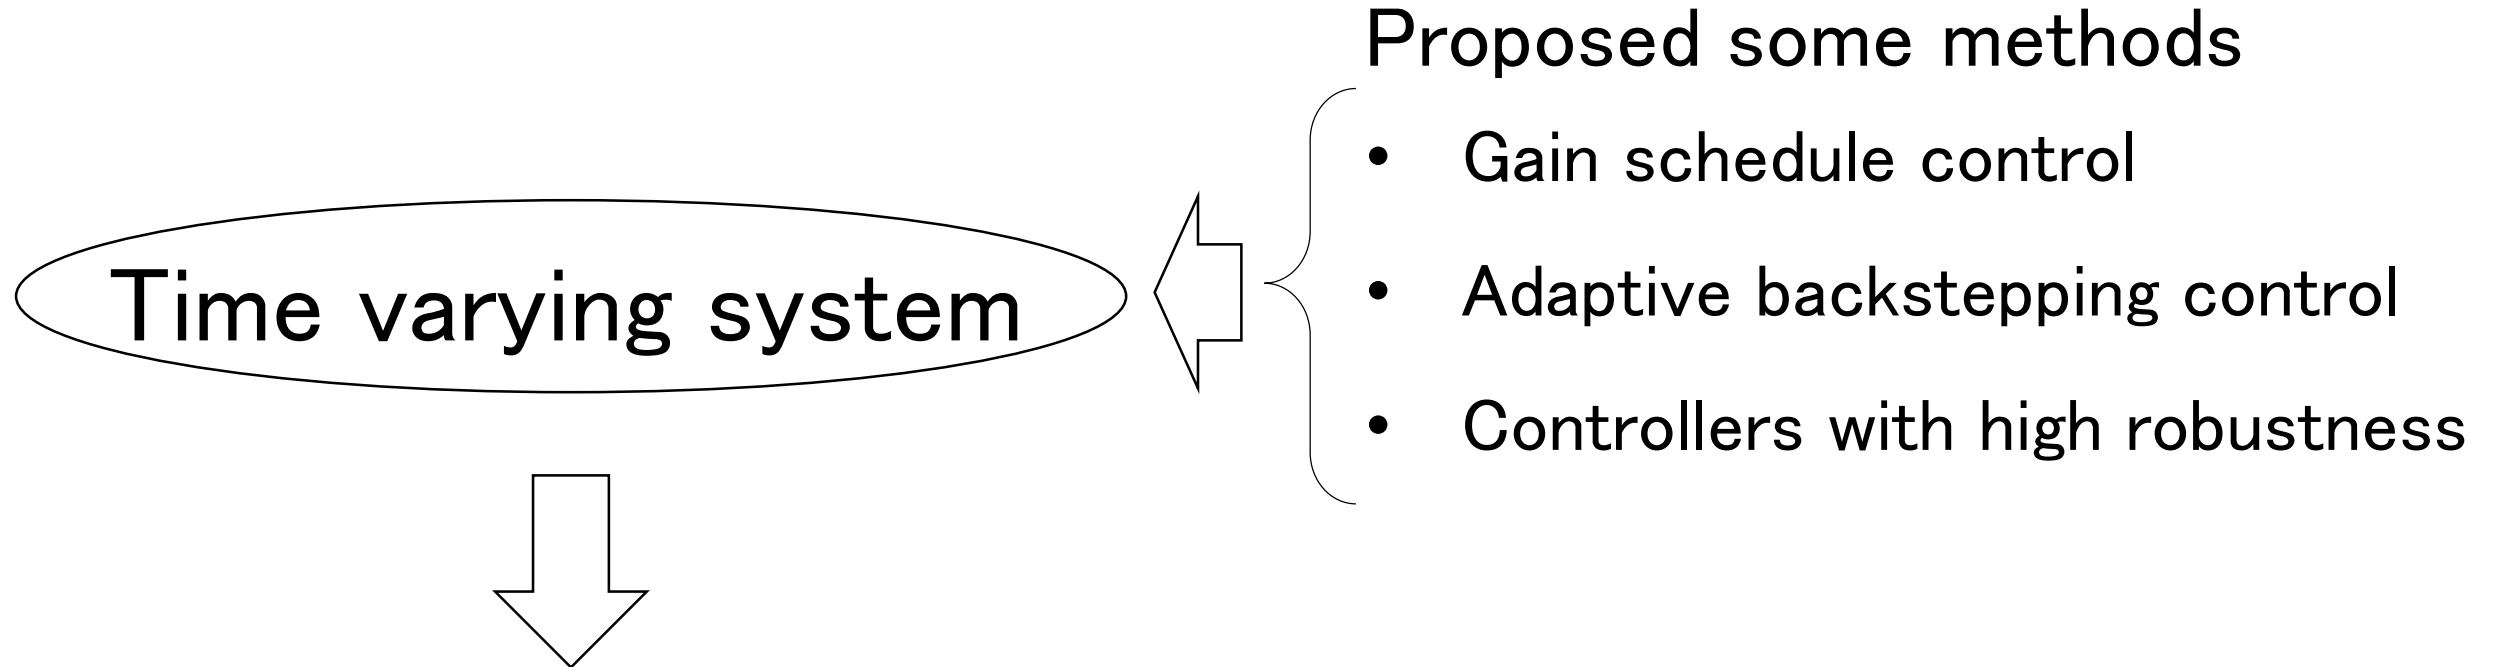 Proposed some methods
• Gain schedule control
Time varying system
• Adaptive backstepping control
• Controllers with high robustness